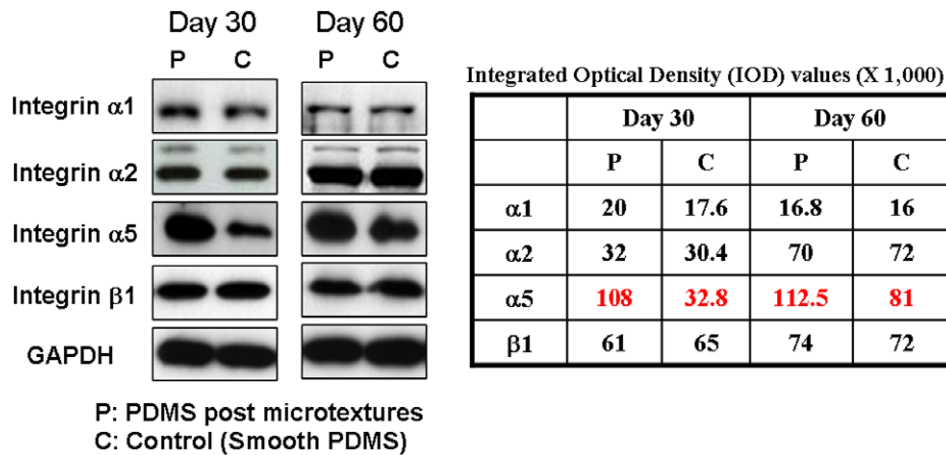 Day 30 Day 60
P C P C
Integrin α1
Integrin α2
Integrin α5
Integrin β1
GAPDH
P: PDMS post microtextures
C: Control (Smooth PDMS)
Integrated Optical Density (IOD) values (X 1,000)
Day 30 Day 60
P C P C
α1 20 17.6 16.8 16
α2 32 30.4 70 72
α5 108 32.8 112.5 81
β1 61 65 74 72